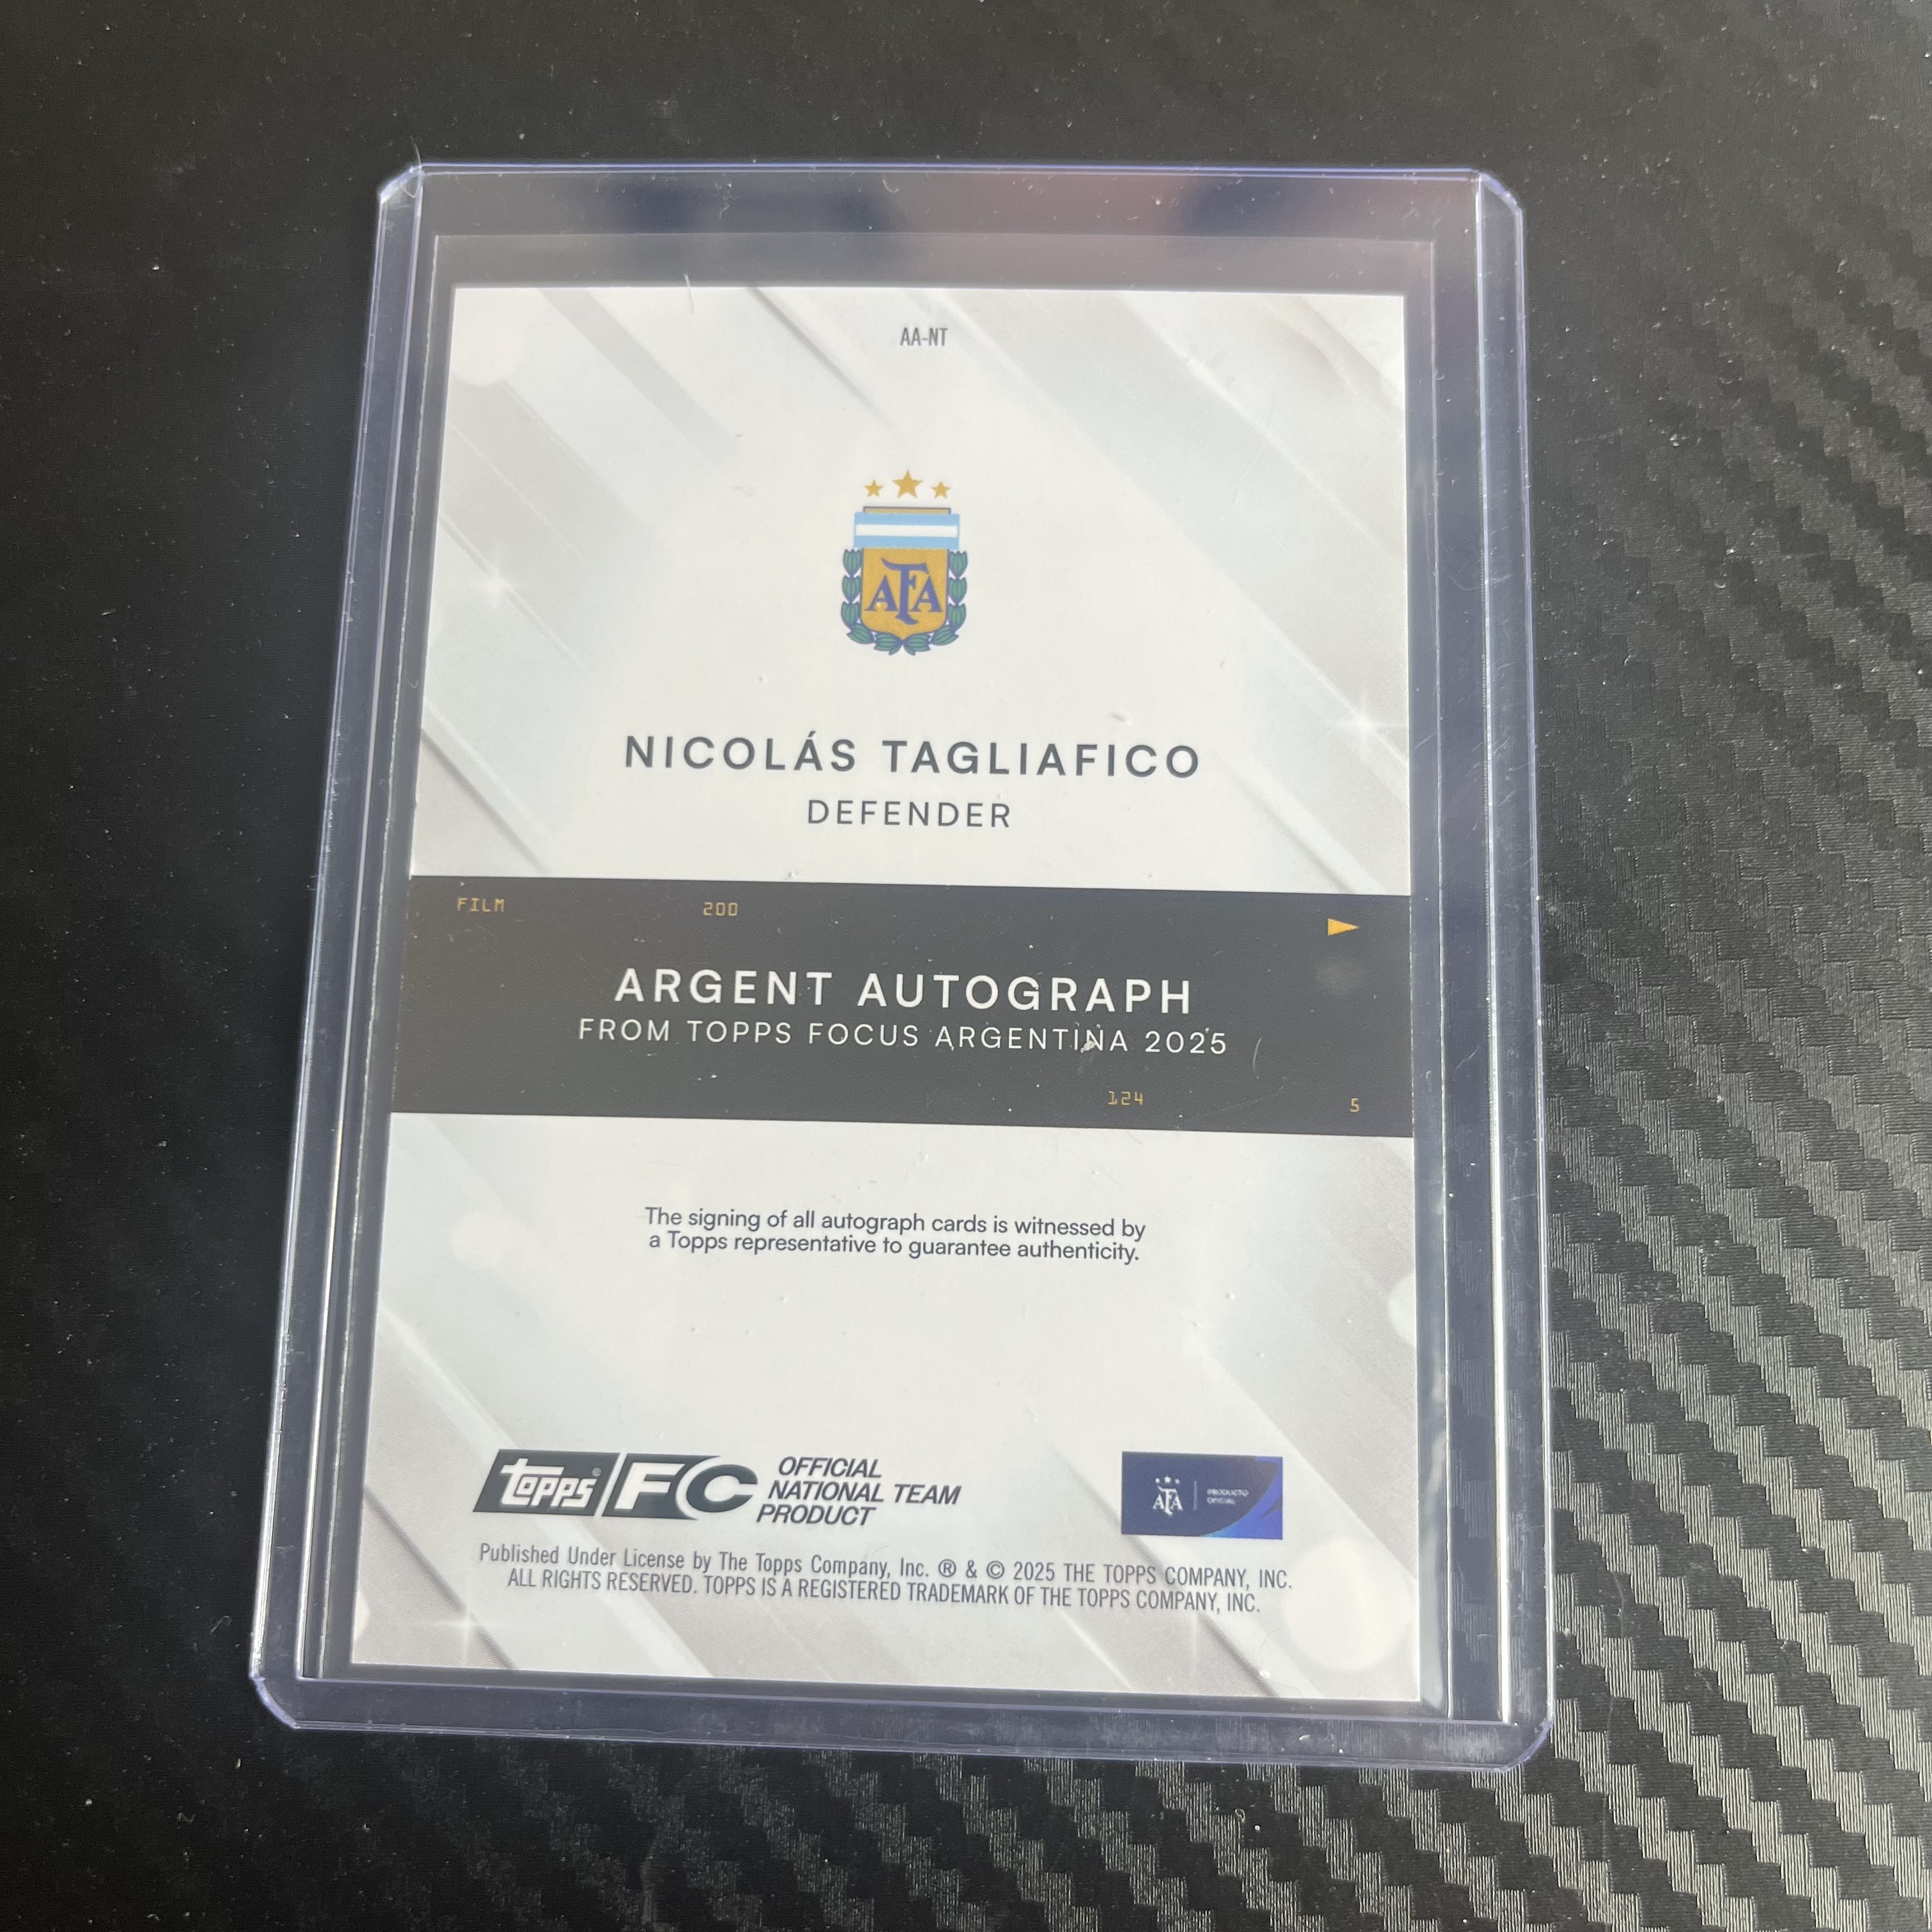 AA-NT
AFA
NICOLÁS TAGLIAFICO
DEFENDER
FILM 200
ARGENT AUTOGRAPH
FROM TOPPS FOCUS ARGENTINA 2025
124 5
The signing of all autograph cards is witnessed by
a Topps representative to guarantee authenticity.
topps® FC OFFICIAL
NATIONAL TEAM
PRODUCT
AFA PRODUCTO
OFICIAL
Published Under License by The Topps Company, Inc. ® & © 2025 THE TOPPS COMPANY, INC.
ALL RIGHTS RESERVED. TOPPS IS A REGISTERED TRADEMARK OF THE TOPPS COMPANY, INC.